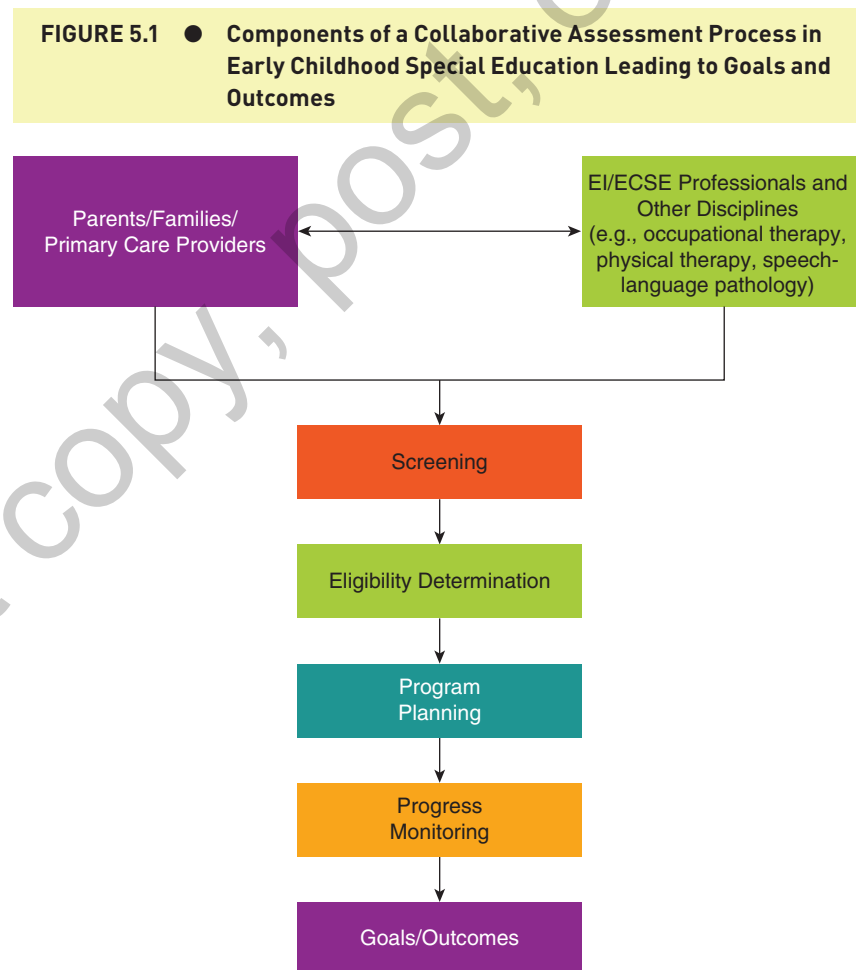 FIGURE 5.1 ● Components of a Collaborative Assessment Process in
Early Childhood Special Education Leading to Goals and
Outcomes
Parents/Families/
Primary Care Providers
EI/ECSE Professionals and
Other Disciplines
(e.g., occupational therapy,
physical therapy, speech-
language pathology)
Screening
Eligibility Determination
Program
Planning
Progress
Monitoring
Goals/Outcomes
copy, post,